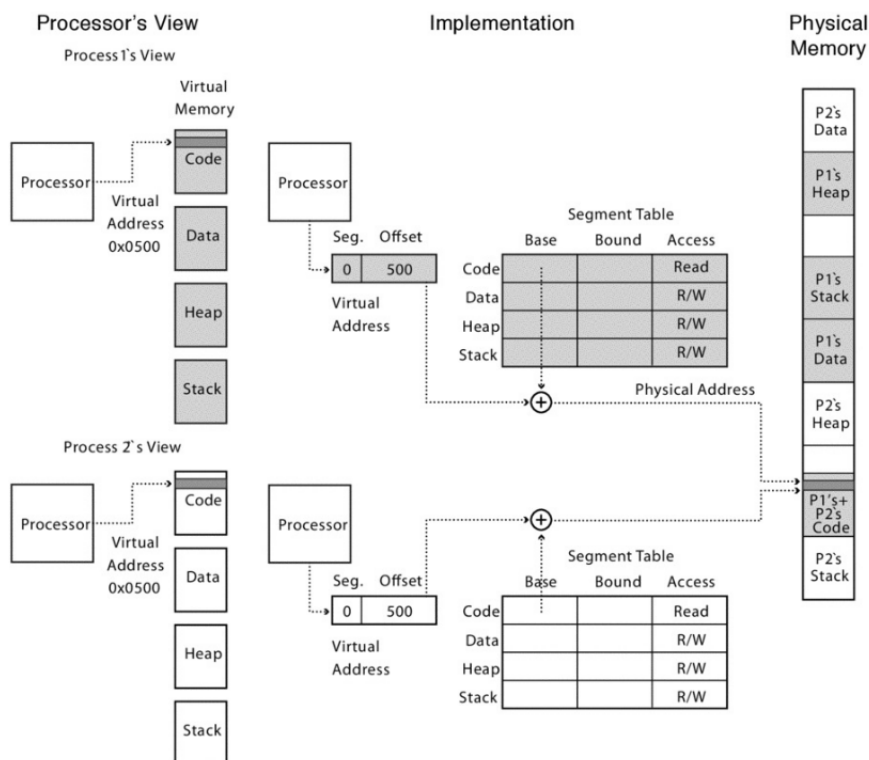 Processor's View
Implementation
Physical
Memory
Process1`s View
Virtual
Memory
Processor
Code
Virtual
Address
0x0500
Data
Heap
Stack
Processor
Seg. Offset
0 500
Virtual
Address
Segment Table
Base Bound Access
Code Read
Data R/W
Heap R/W
Stack R/W
Physical Address
Process 2`s View
Processor
Code
Virtual
Address
0x0500
Data
Heap
Stack
Processor
Seg. Offset
0 500
Virtual
Address
Segment Table
Base Bound Access
Code Read
Data R/W
Heap R/W
Stack R/W
P2`s
Data
P1`s
Heap
P1`s
Stack
P1`s
Data
P2`s
Heap
P1's+
P2`s
Code
P2`s
Stack